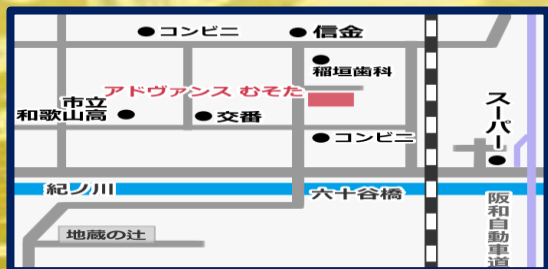 コンビニ
信金
稲垣歯科
アドヴァンス むそた
市立
和歌山高
交番
コンビニ
スーパー
紀ノ川
六十谷橋
阪和自動車道
地蔵の辻